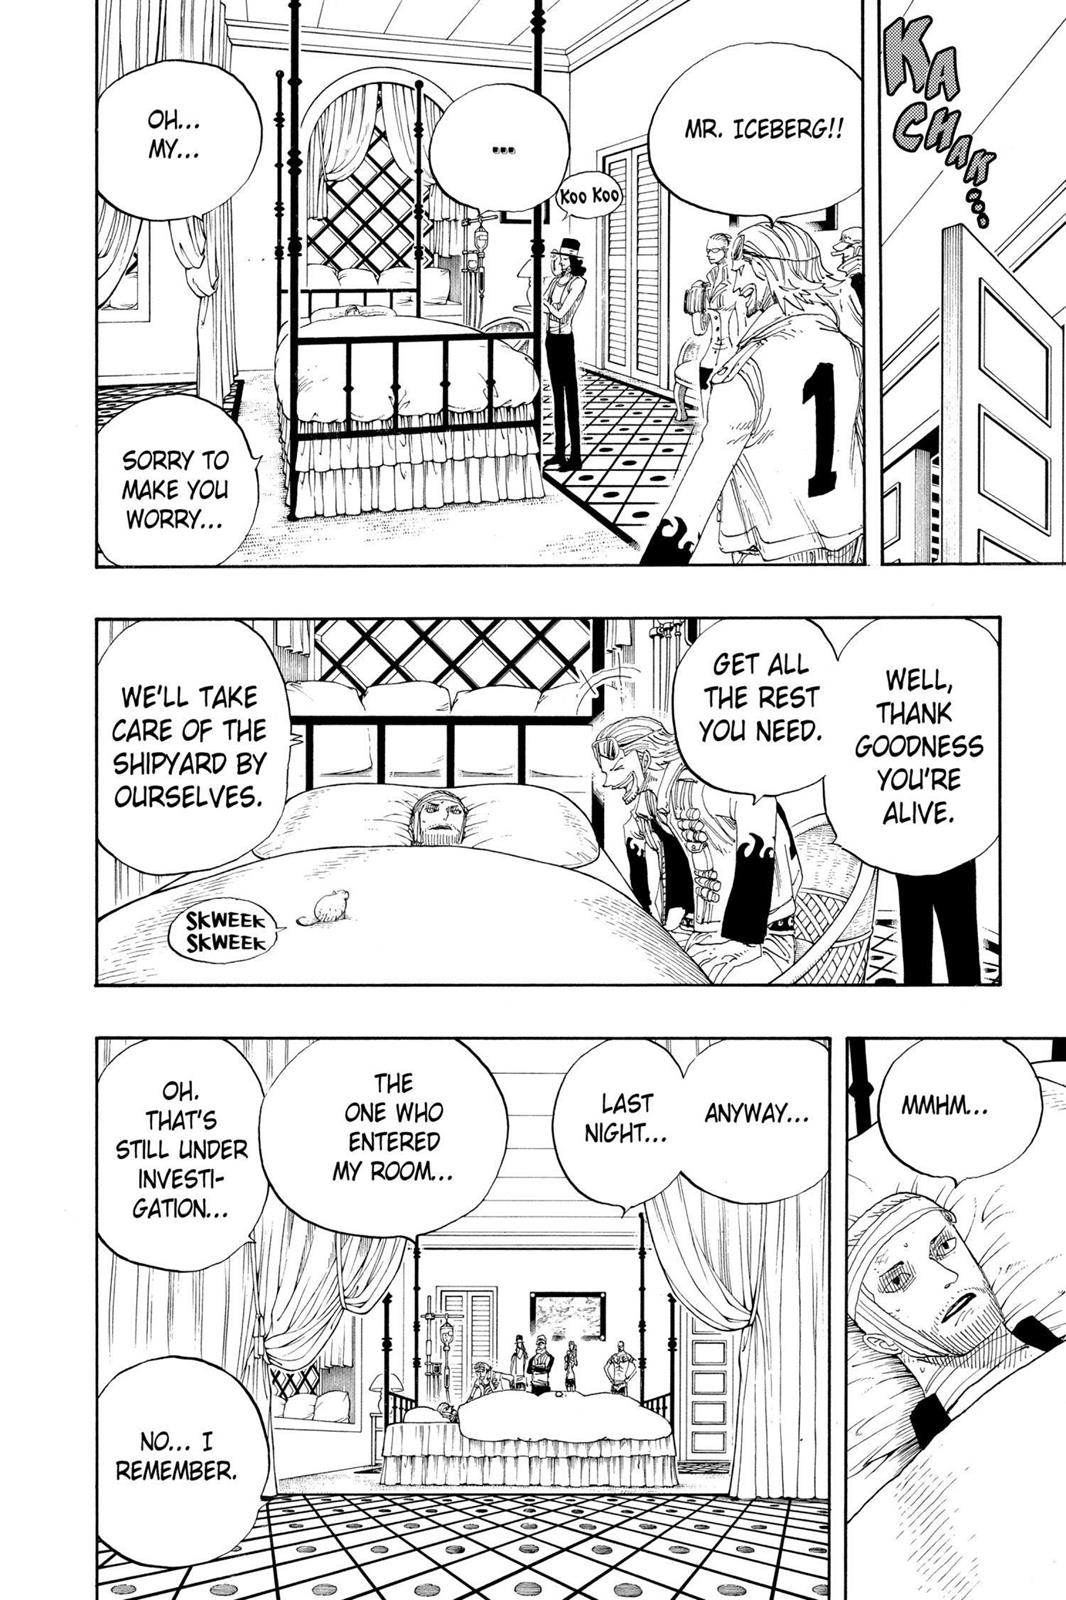 KA
CHAK...
MR. ICEBERG!!
...
KOO KOO
OH...
MY...
SORRY TO
MAKE YOU
WORRY...
1
WELL,
THANK
GOODNESS
YOU'RE
ALIVE.
GET ALL
THE REST
YOU NEED.
WE'LL TAKE
CARE OF THE
SHIPYARD BY
OURSELVES.
SKWEEK
SKWEEK
MMHM...
ANYWAY...
LAST
NIGHT...
THE
ONE WHO
ENTERED
MY ROOM...
OH.
THAT'S
STILL UNDER
INVESTI-
GATION...
NO... I
REMEMBER.